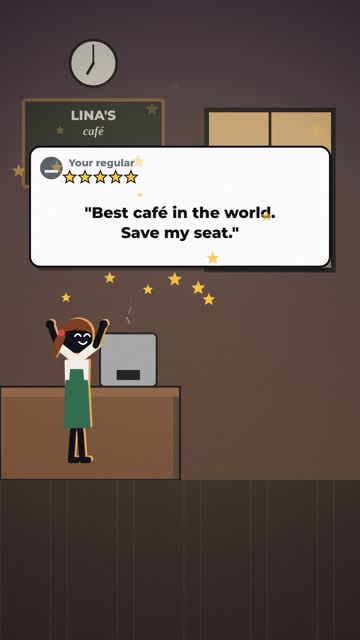 LINA'S
café
Your regular
"Best café in the world.
Save my seat."